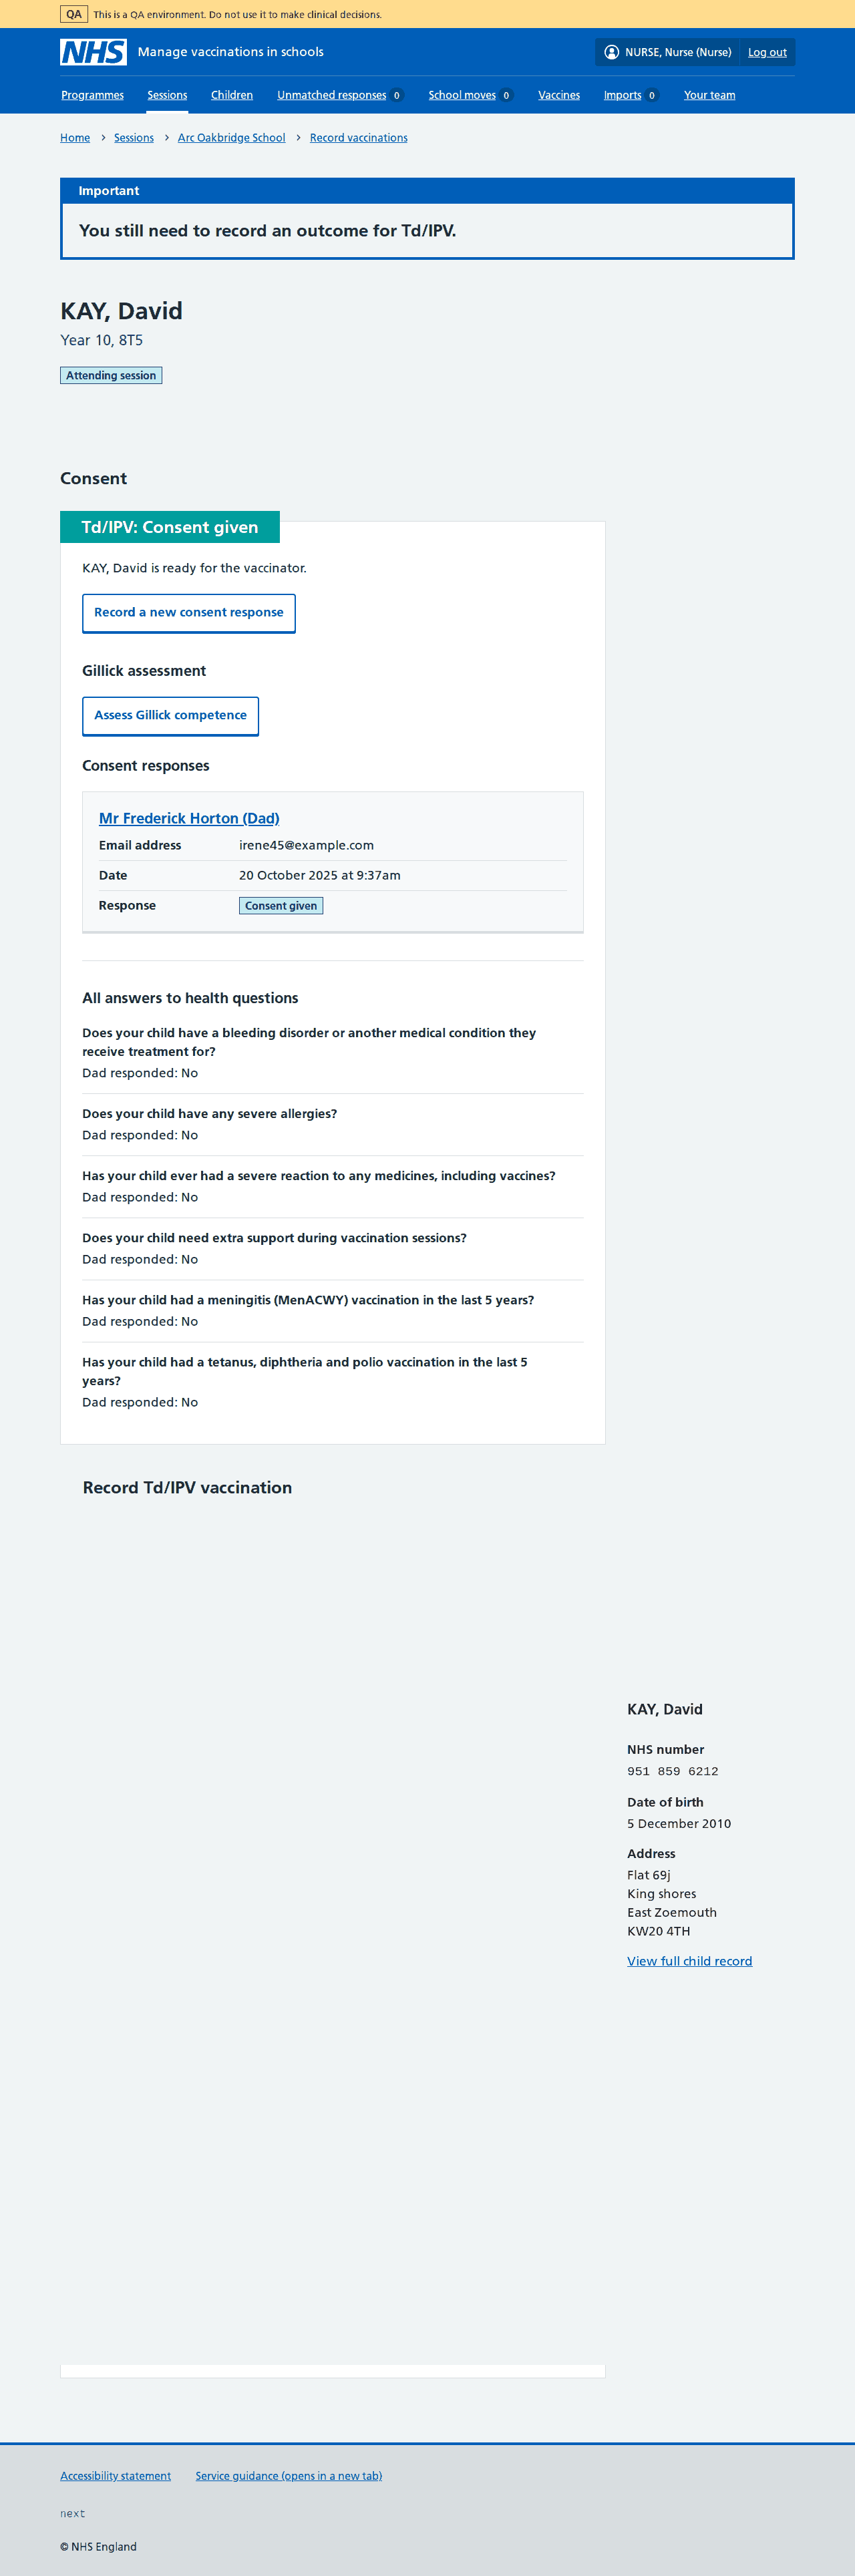 QA This is a QA environment. Do not use it to make clinical decisions.
NHS Manage vaccinations in schools NURSE, Nurse (Nurse) Log out
Programmes Sessions Children Unmatched responses 0 School moves 0 Vaccines Imports 0 Your team
Home > Sessions > Arc Oakbridge School > Record vaccinations
Important
You still need to record an outcome for Td/IPV.
KAY, David
Year 10, 8T5
Attending session
Consent
Td/IPV: Consent given
KAY, David is ready for the vaccinator.
Record a new consent response
Gillick assessment
Assess Gillick competence
Consent responses
Mr Frederick Horton (Dad)
Email address irene45@example.com
Date 20 October 2025 at 9:37am
Response Consent given
All answers to health questions
Does your child have a bleeding disorder or another medical condition they
receive treatment for?
Dad responded: No
Does your child have any severe allergies?
Dad responded: No
Has your child ever had a severe reaction to any medicines, including vaccines?
Dad responded: No
Does your child need extra support during vaccination sessions?
Dad responded: No
Has your child had a meningitis (MenACWY) vaccination in the last 5 years?
Dad responded: No
Has your child had a tetanus, diphtheria and polio vaccination in the last 5
years?
Dad responded: No
Record Td/IPV vaccination
KAY, David
NHS number
951 859 6212
Date of birth
5 December 2010
Address
Flat 69j
King shores
East Zoemouth
KW20 4TH
View full child record
Accessibility statement Service guidance (opens in a new tab)
next
© NHS England